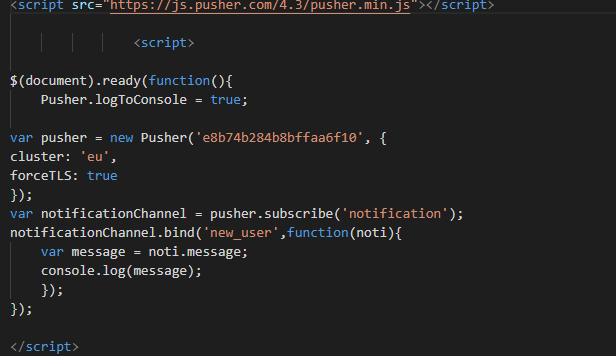 <script src="https://js.pusher.com/4.3/pusher.min.js"></script>
<script>
$(document).ready(function(){
Pusher.logToConsole = true;
var pusher = new Pusher('e8b74b284b8bffaa6f10', {
cluster: 'eu',
forceTLS: true
});
var notificationChannel = pusher.subscribe('notification');
notificationChannel.bind('new_user',function(noti){
var message = noti.message;
console.log(message);
});
});
</script>